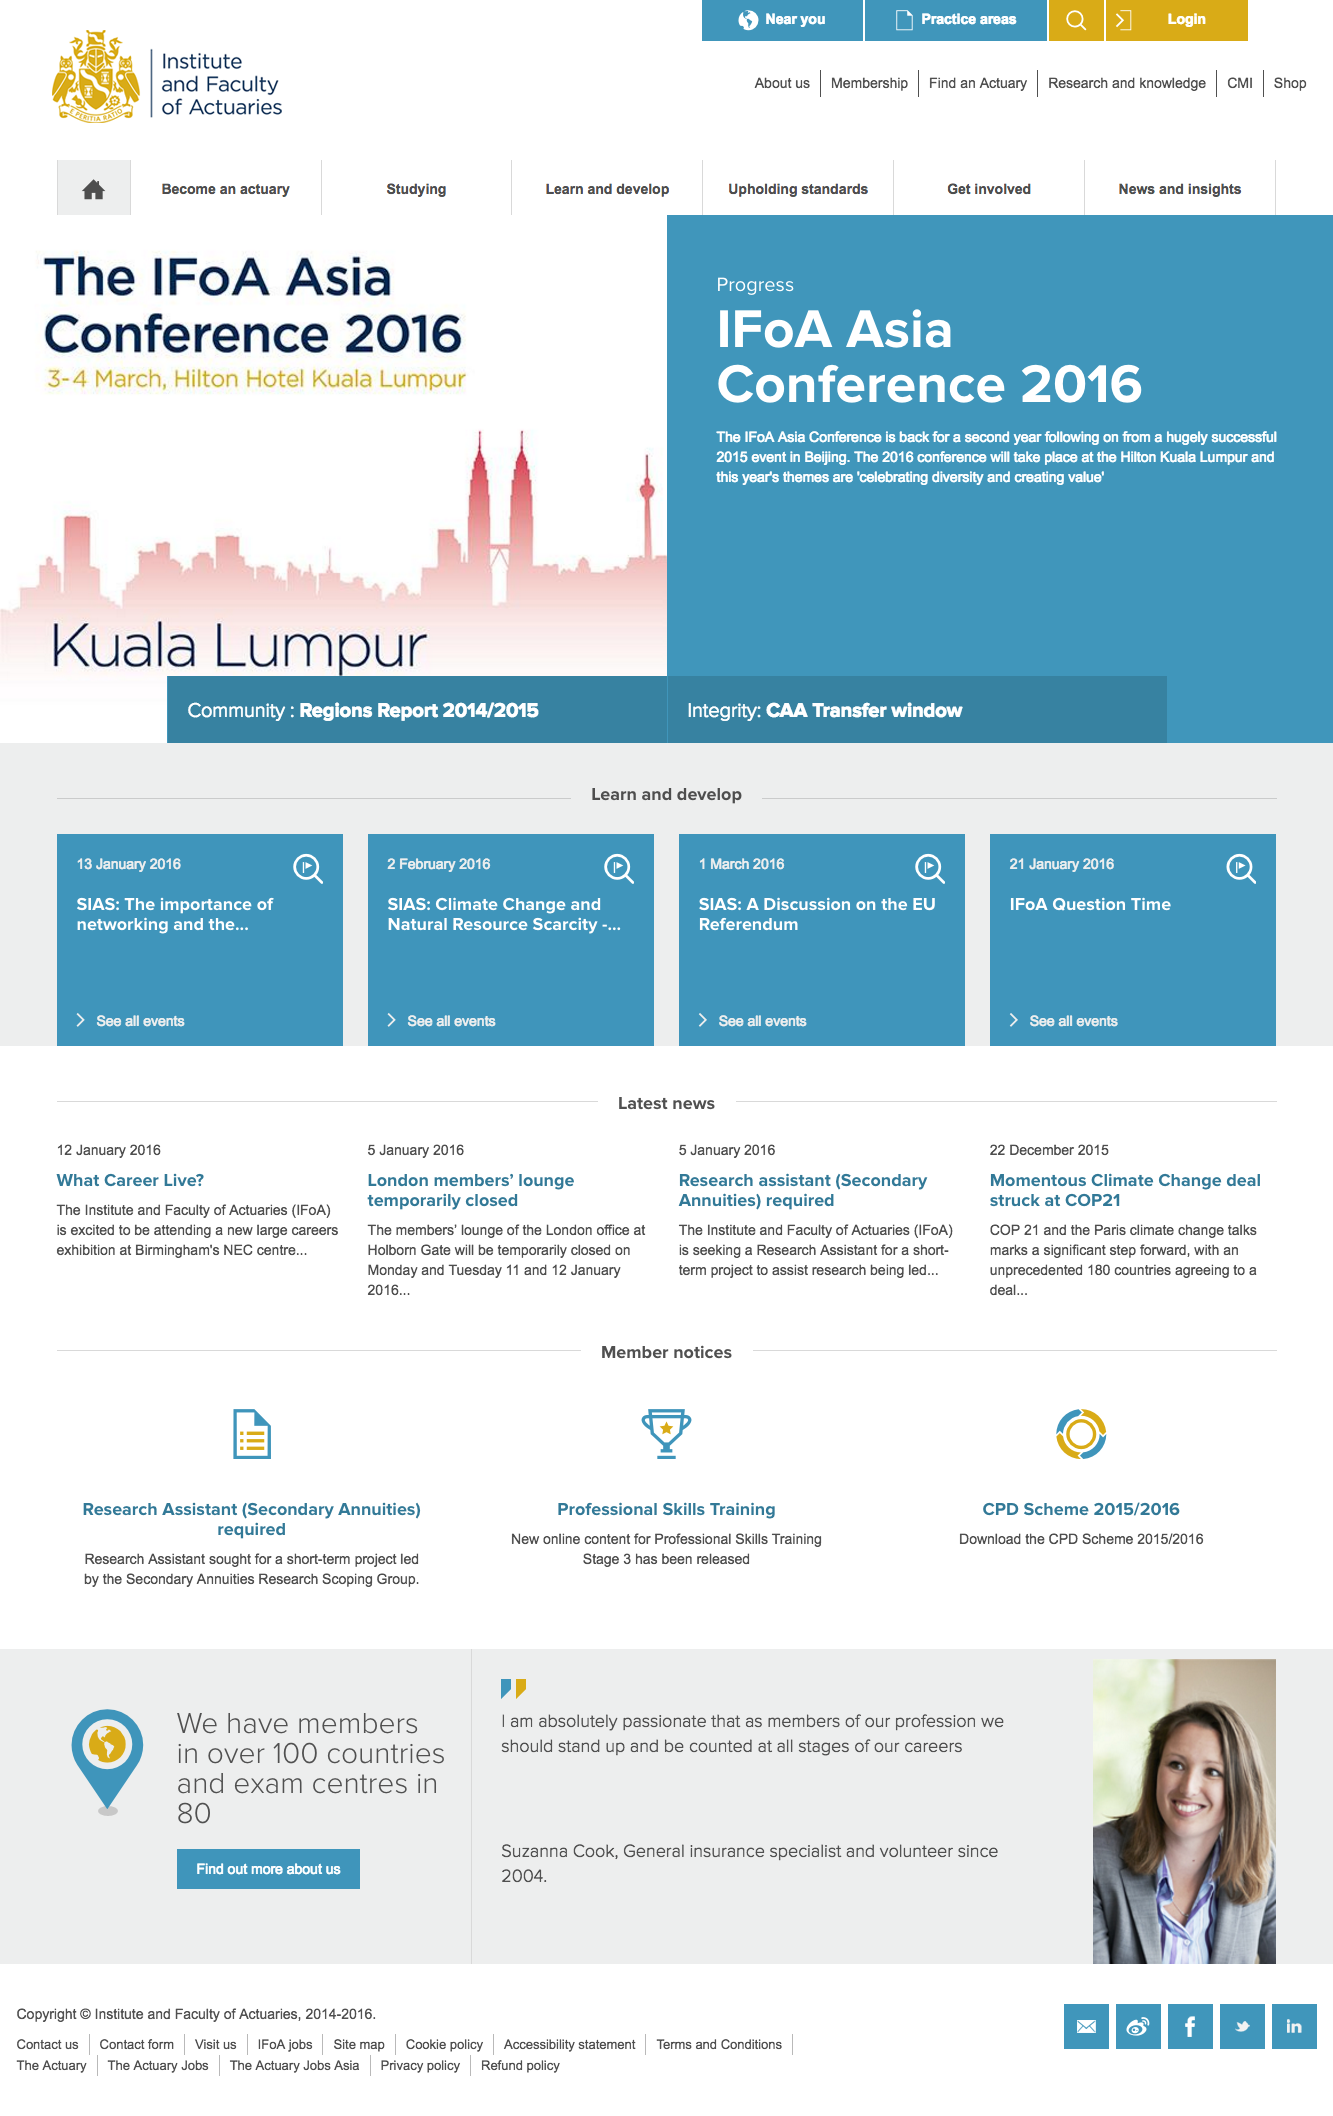 Near you
Practice areas
Login
Institute
and Faculty
of Actuaries
E PERITIA RATIO
About us
Membership
Find an Actuary
Research and knowledge
CMI
Shop
Become an actuary
Studying
Learn and develop
Upholding standards
Get involved
News and insights
The IFoA Asia
Conference 2016
3-4 March, Hilton Hotel Kuala Lumpur
Kuala Lumpur
Progress
IFoA Asia
Conference 2016
The IFoA Asia Conference is back for a second year following on from a hugely successful
2015 event in Beijing. The 2016 conference will take place at the Hilton Kuala Lumpur and
this year's themes are 'celebrating diversity and creating value'
Community : Regions Report 2014/2015
Integrity: CAA Transfer window
Learn and develop
13 January 2016
SIAS: The importance of
networking and the...
See all events
2 February 2016
SIAS: Climate Change and
Natural Resource Scarcity -...
See all events
1 March 2016
SIAS: A Discussion on the EU
Referendum
See all events
21 January 2016
IFoA Question Time
See all events
Latest news
12 January 2016
What Career Live?
The Institute and Faculty of Actuaries (IFoA)
is excited to be attending a new large careers
exhibition at Birmingham's NEC centre...
5 January 2016
London members’ lounge
temporarily closed
The members’ lounge of the London office at
Holborn Gate will be temporarily closed on
Monday and Tuesday 11 and 12 January
2016...
5 January 2016
Research assistant (Secondary
Annuities) required
The Institute and Faculty of Actuaries (IFoA)
is seeking a Research Assistant for a short-
term project to assist research being led...
22 December 2015
Momentous Climate Change deal
struck at COP21
COP 21 and the Paris climate change talks
marks a significant step forward, with an
unprecedented 180 countries agreeing to a
deal...
Member notices
Research Assistant (Secondary Annuities)
required
Research Assistant sought for a short-term project led
by the Secondary Annuities Research Scoping Group.
Professional Skills Training
New online content for Professional Skills Training
Stage 3 has been released
CPD Scheme 2015/2016
Download the CPD Scheme 2015/2016
We have members
in over 100 countries
and exam centres in
80
Find out more about us
I am absolutely passionate that as members of our profession we
should stand up and be counted at all stages of our careers
Suzanna Cook, General insurance specialist and volunteer since
2004.
Copyright © Institute and Faculty of Actuaries, 2014-2016.
Contact us
Contact form
Visit us
IFoA jobs
Site map
Cookie policy
Accessibility statement
Terms and Conditions
The Actuary
The Actuary Jobs
The Actuary Jobs Asia
Privacy policy
Refund policy